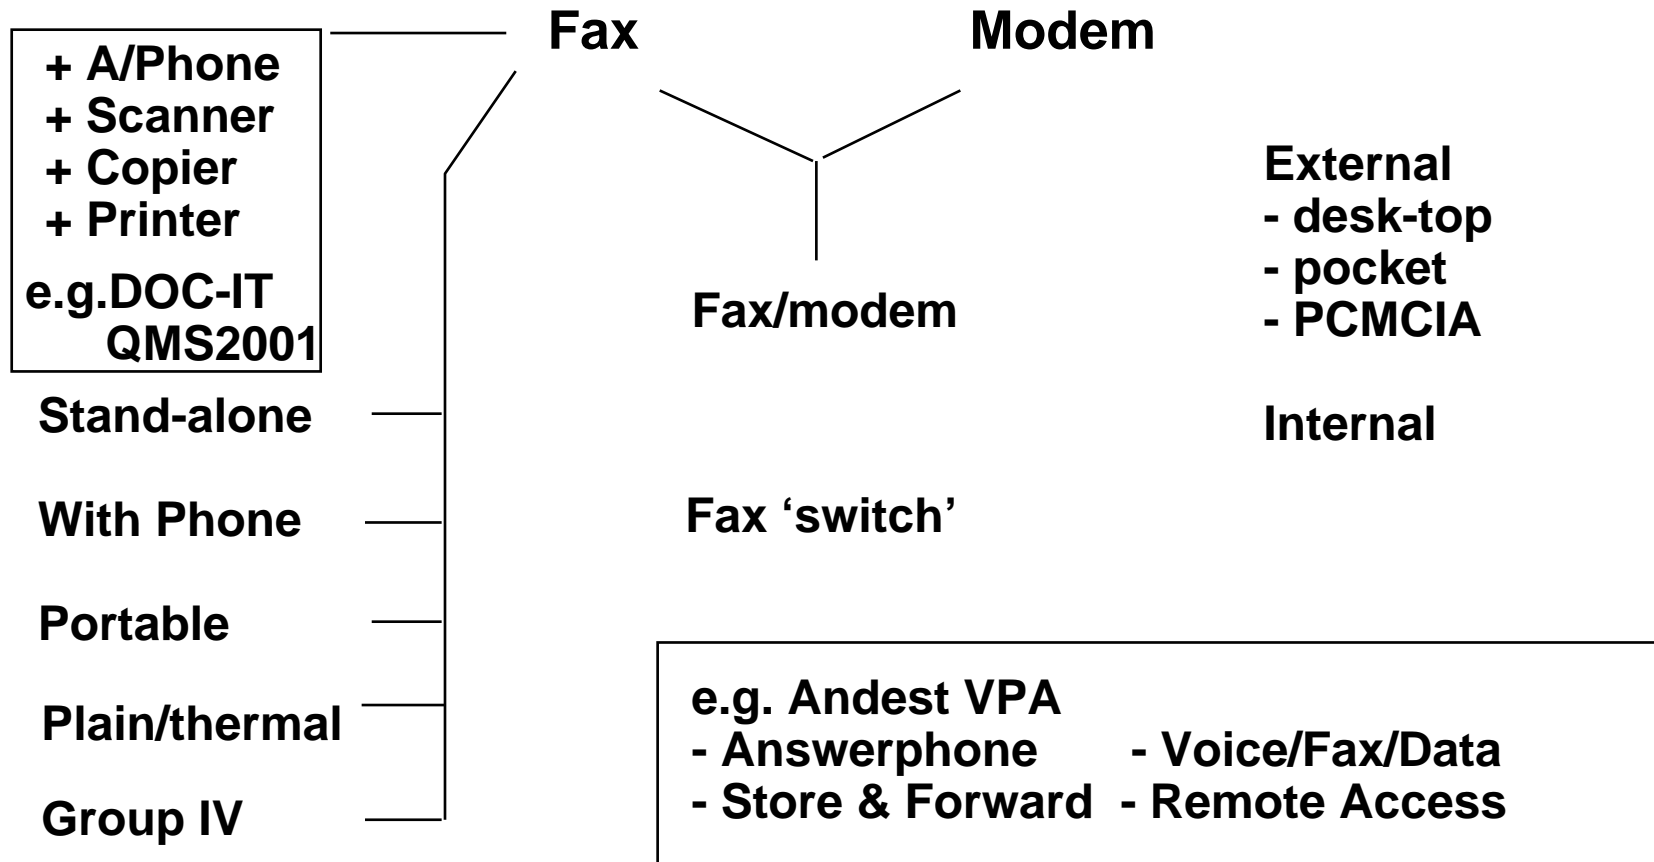 Fax
Modem
+ A/Phone
+ Scanner
+ Copier
+ Printer
e.g.DOC-IT
QMS2001
External
- desk-top
- pocket
- PCMCIA
Fax/modem
Stand-alone
Internal
With Phone
Fax ‘switch’
Portable
Plain/thermal
Group IV
e.g. Andest VPA
- Answerphone - Voice/Fax/Data
- Store & Forward - Remote Access